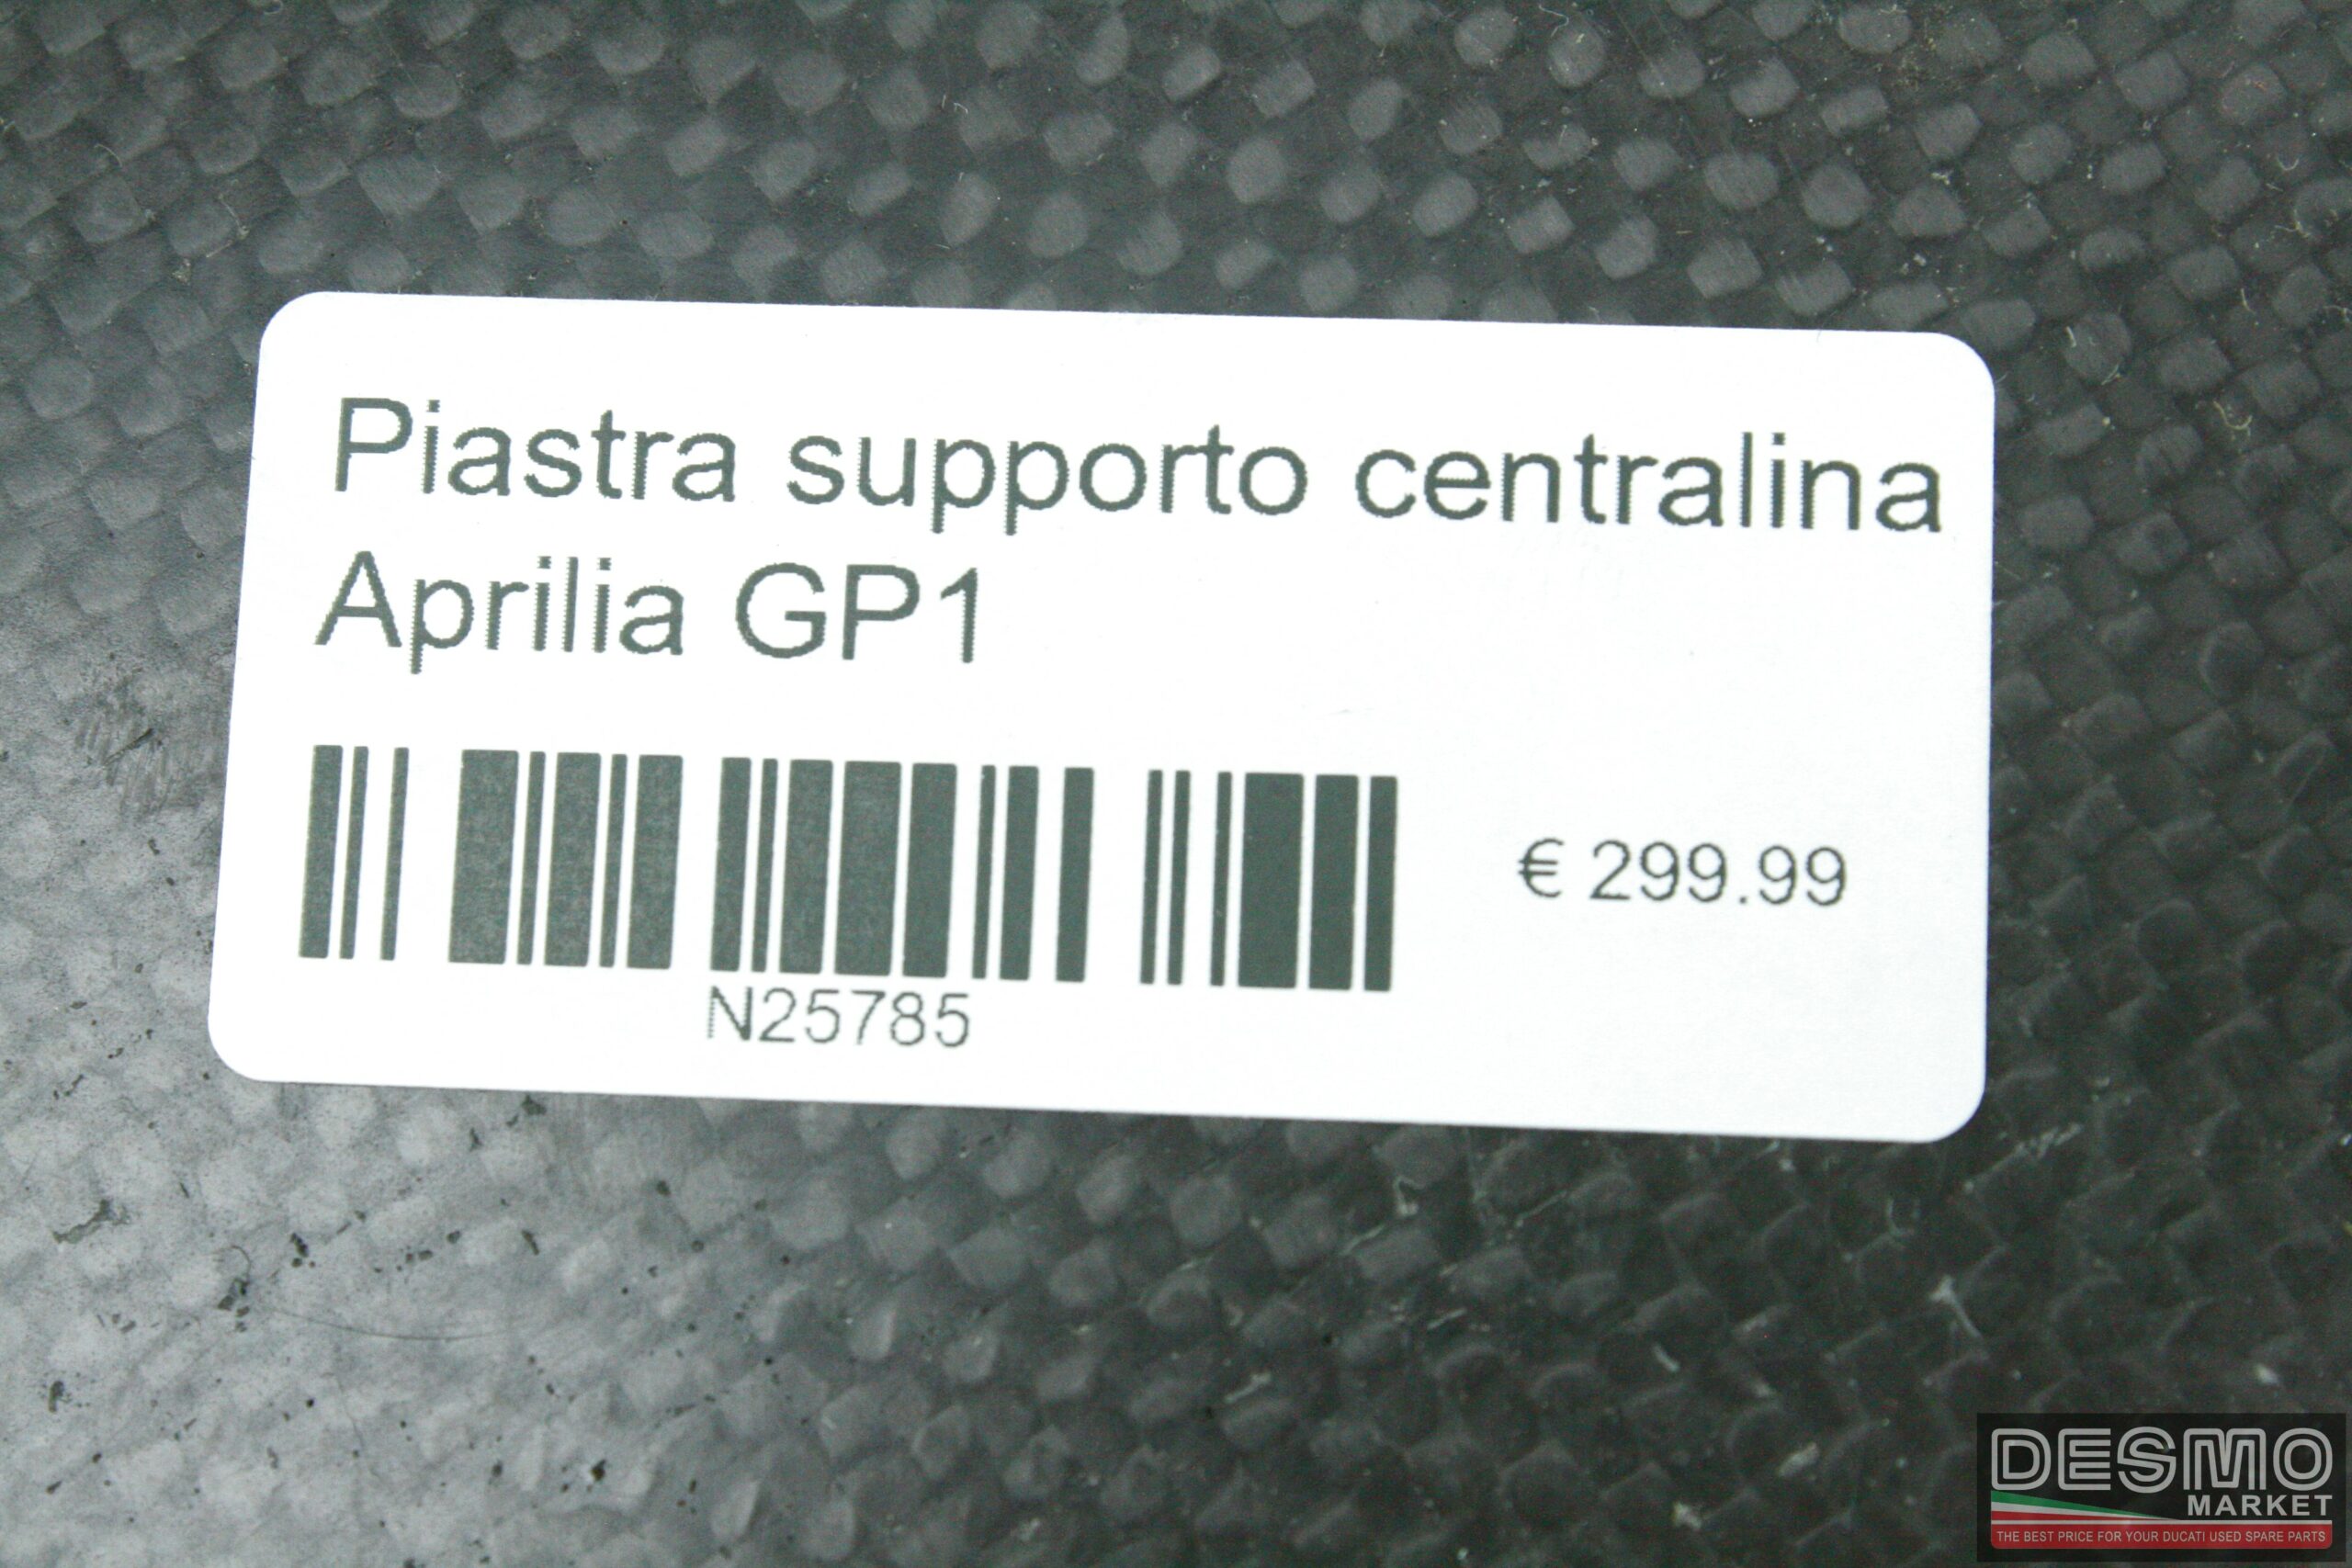 Piastra supporto centralina
Aprilia GP1
€ 299.99
N25785
DESMO
MARKET
THE BEST PRICE FOR YOUR DUCATI USED SPARE PARTS